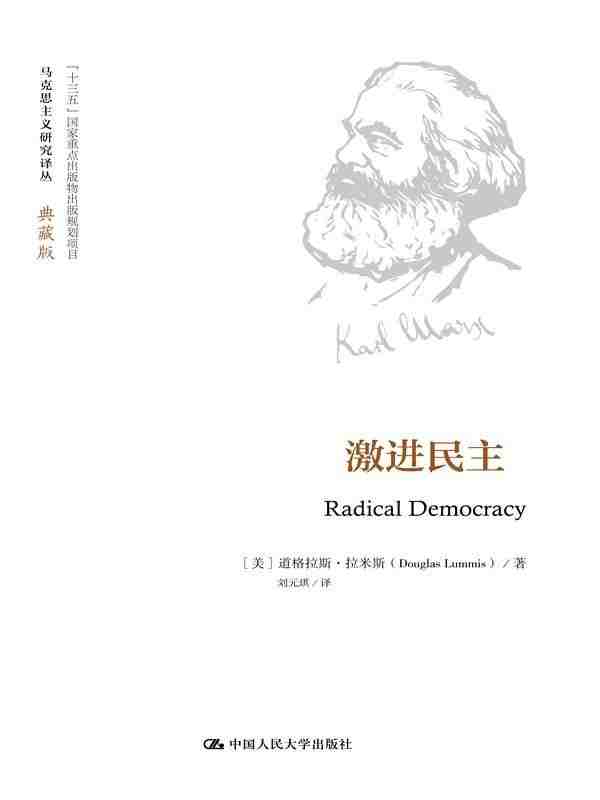 「十三五」国家重点出版物出版规划项目
马克思主义研究译丛 典藏版
Karl Marx
激进民主
Radical Democracy
［美］道格拉斯·拉米斯（Douglas Lummis）／著
刘元琪／译
中国人民大学出版社